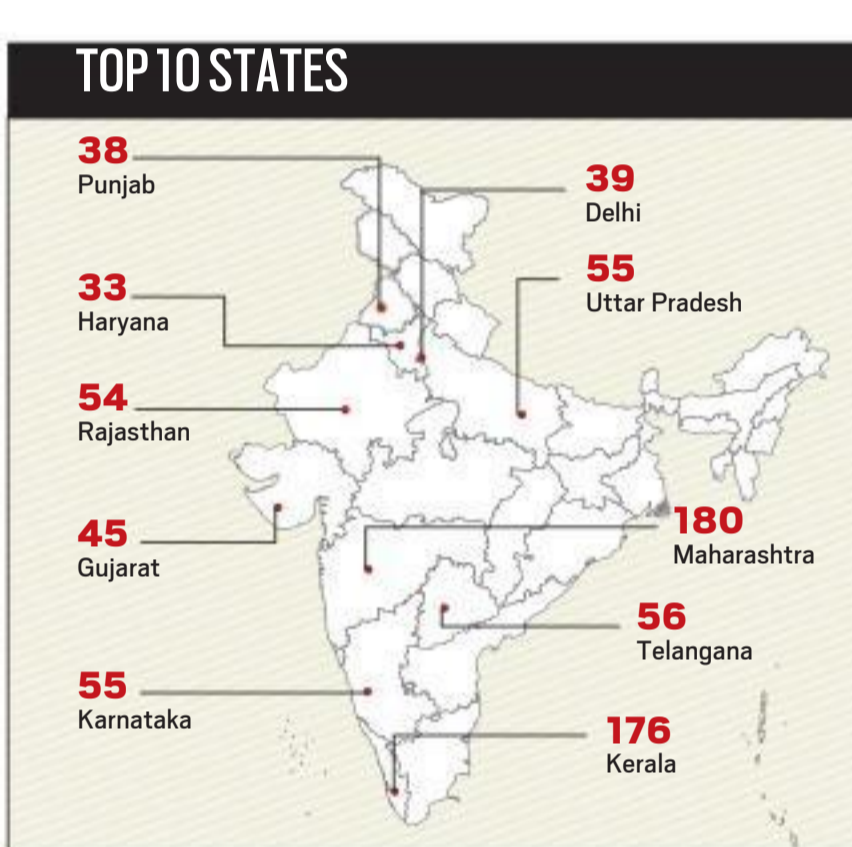 TOP 10 STATES
38
Punjab
39
Delhi
33
Haryana
55
Uttar Pradesh
54
Rajasthan
45
Gujarat
180
Maharashtra
56
Telangana
55
Karnataka
176
Kerala